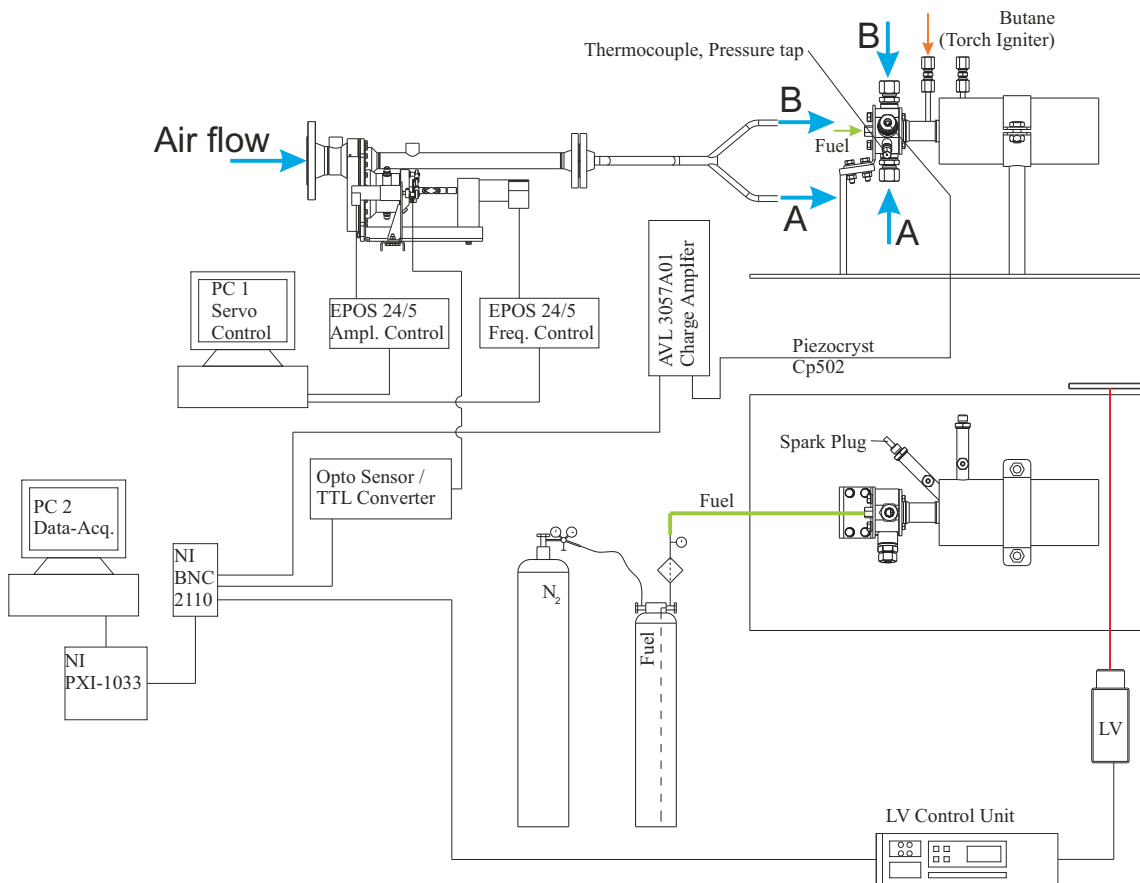 Butane
(Torch Igniter)
Thermocouple, Pressure tap
B
B
Air flow
Fuel
A
A
PC 1
Servo
Control
EPOS 24/5
Ampl. Control
EPOS 24/5
Freq. Control
AVL 3057A01
Charge Amplfer
Piezocryst
Cp502
Spark Plug
Opto Sensor /
TTL Converter
PC 2
Data-Acq.
Fuel
NI
BNC
2110
N2
Fuel
NI
PXI-1033
LV
LV Control Unit